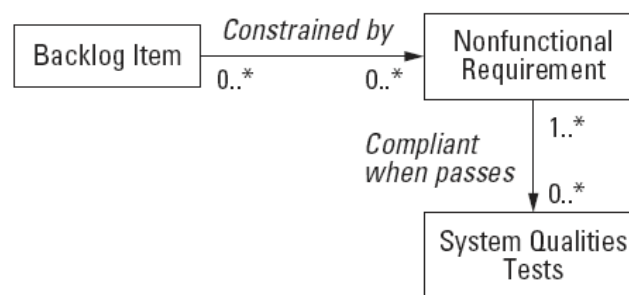 Constrained by
Backlog Item
Nonfunctional
Requirement
0..*
0..*
1..*
Compliant
when passes
0..*
System Qualities
Tests